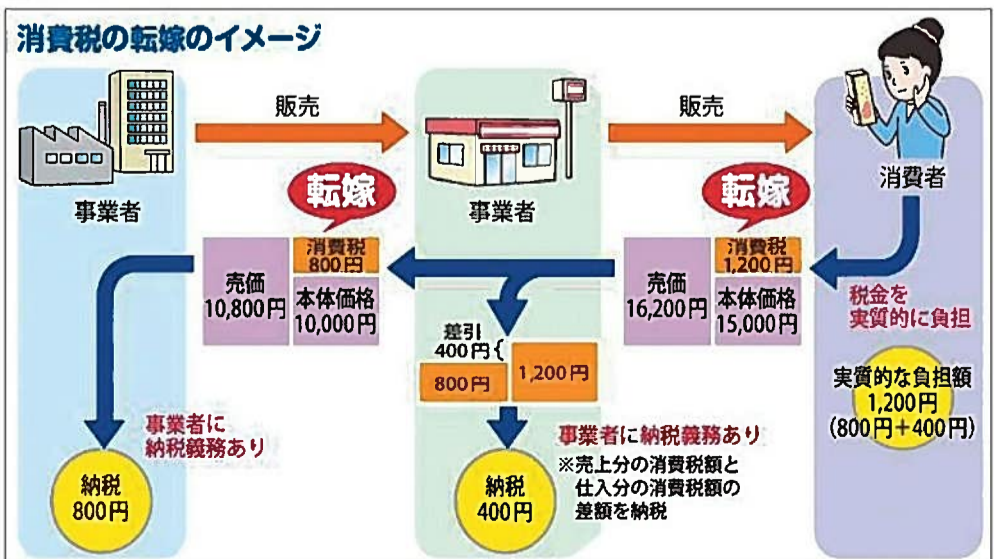 消費税の転嫁のイメージ
販売
販売
事業者
事業者
消費者
転嫁
転嫁
売価
10,800円
消費税
800円
本体価格
10,000円
売価
16,200円
消費税
1,200円
本体価格
15,000円
税金を
実質的に負担
差引
400円{
800円
1,200円
実質的な負担額
1,200円
(800円+400円)
事業者に
納税義務あり
納税
800円
納税
400円
事業者に納税義務あり
※売上分の消費税額と
仕入分の消費税額の
差額を納税